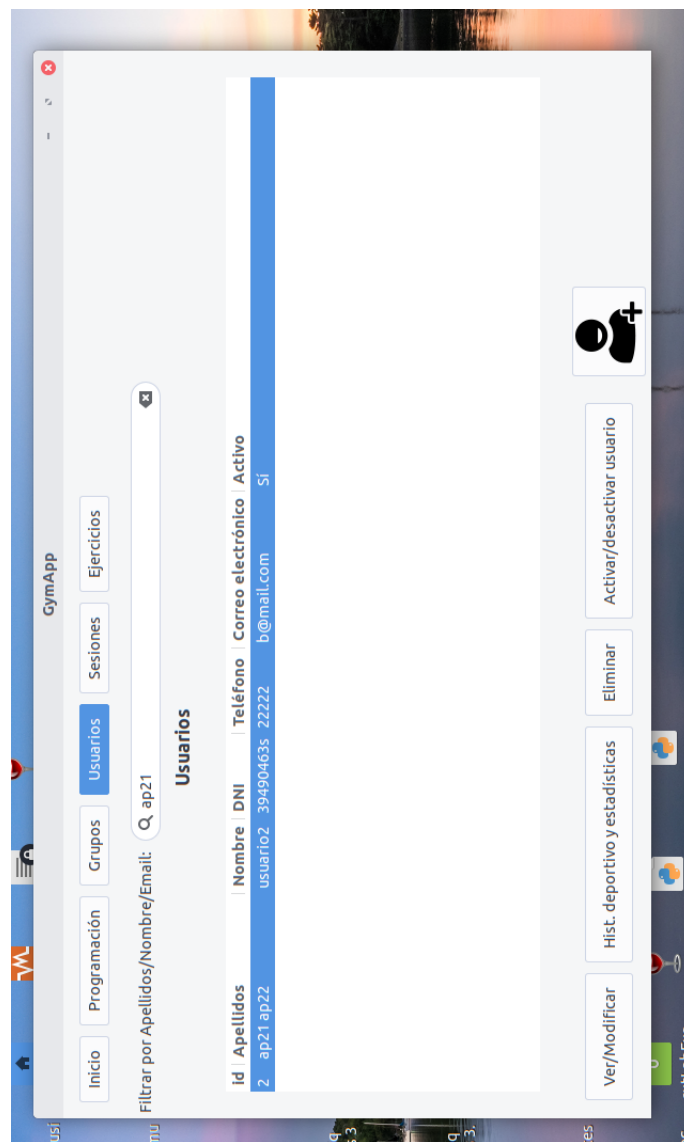 GymApp
Inicio Programación Grupos Usuarios Sesiones Ejercicios
Filtrar por Apellidos/Nombre/Email: ap21
Usuarios
id Apellidos Nombre DNI Teléfono Correo electrónico Activo
2 ap21 ap22 usuario2 39490463s 22222 b@mail.com Sí
Ver/Modificar Hist. deportivo y estadísticas Eliminar Activar/desactivar usuario